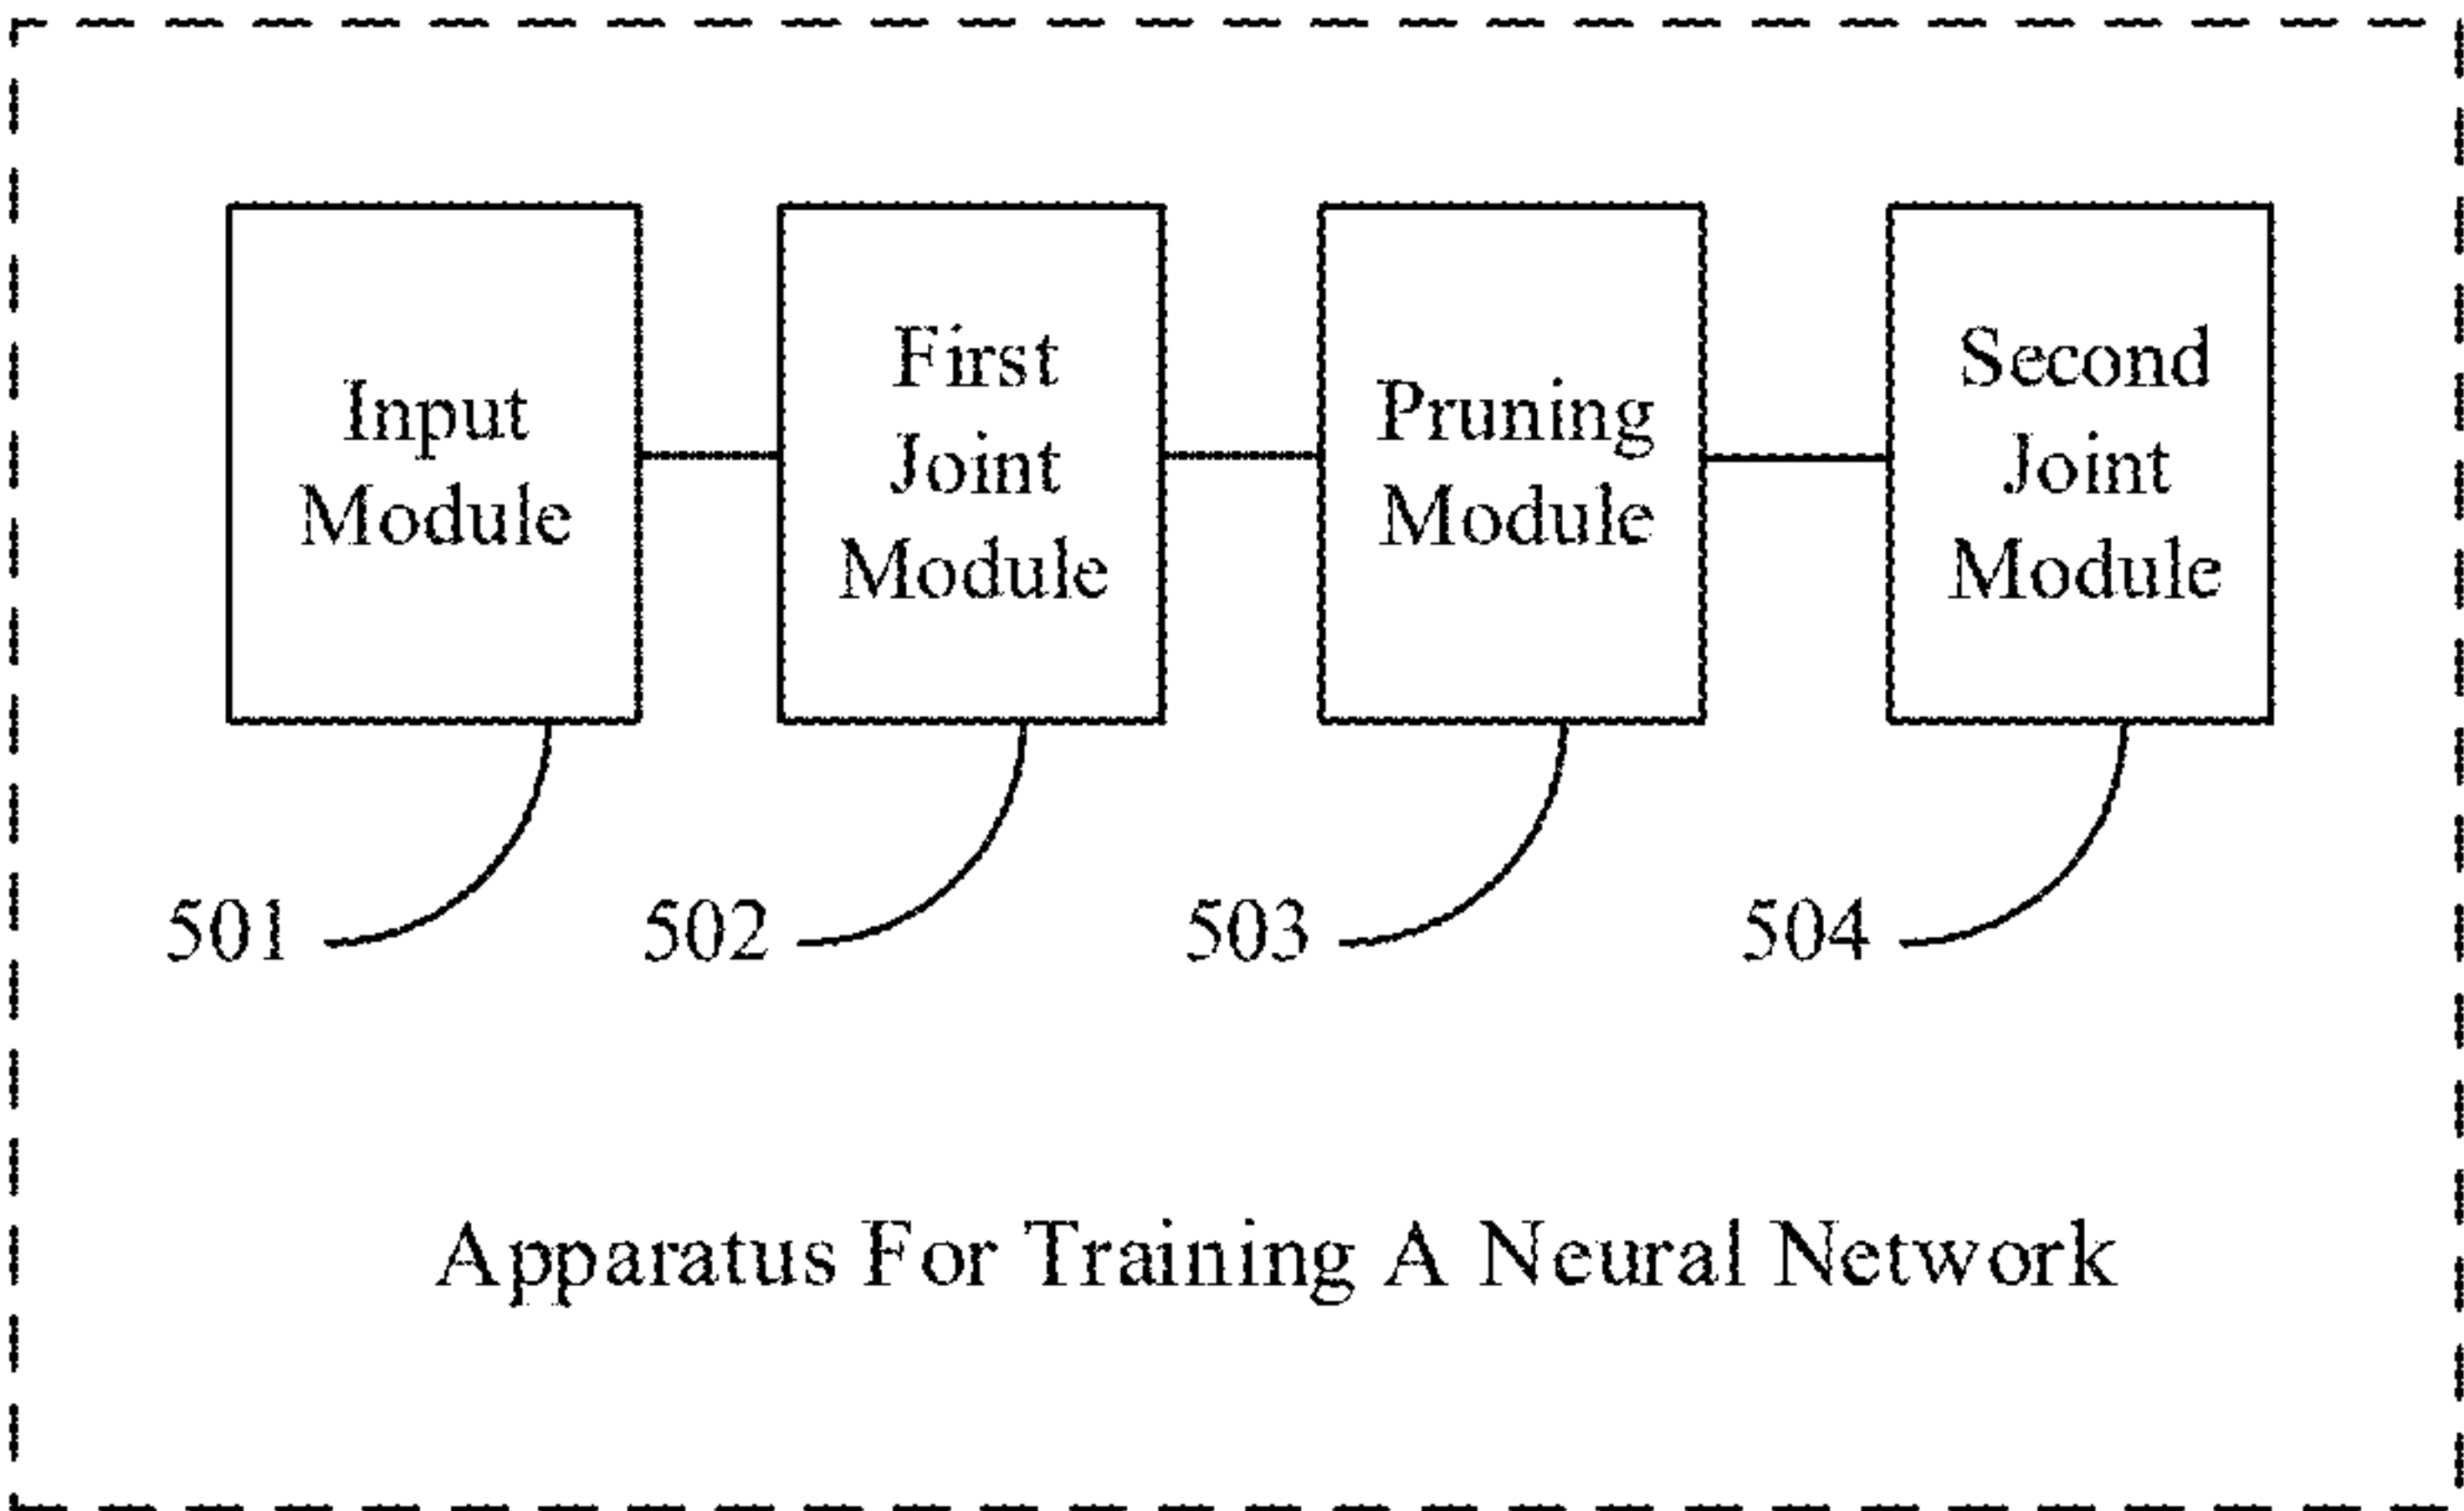 Input
Module
First
Joint
Module
Pruning
Module
Second
Joint
Module
501
502
503
504
Apparatus For Training A Neural Network